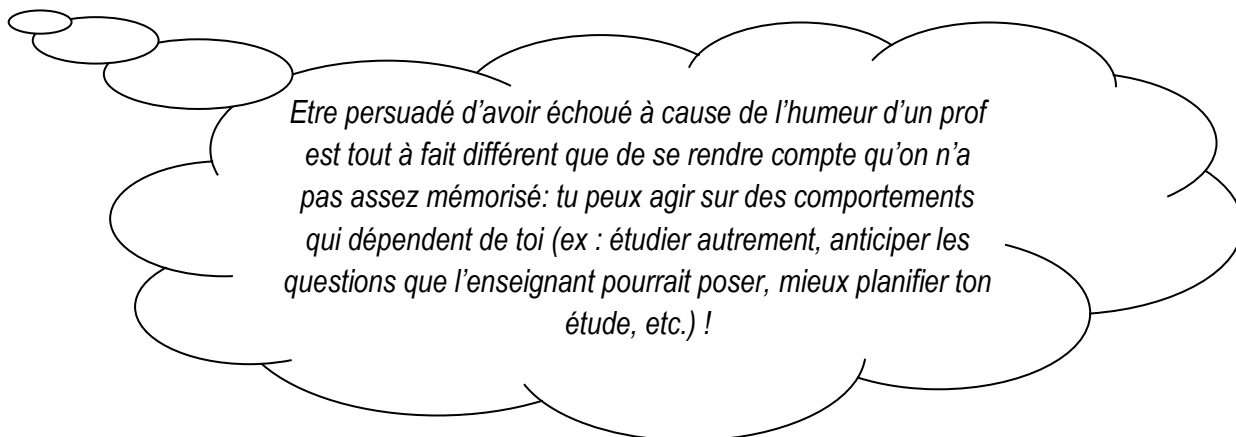 Etre persuadé d’avoir échoué à cause de l’humeur d’un prof
est tout à fait différent que de se rendre compte qu’on n’a
pas assez mémorisé: tu peux agir sur des comportements
qui dépendent de toi (ex : étudier autrement, anticiper les
questions que l’enseignant pourrait poser, mieux planifier ton
étude, etc.) !